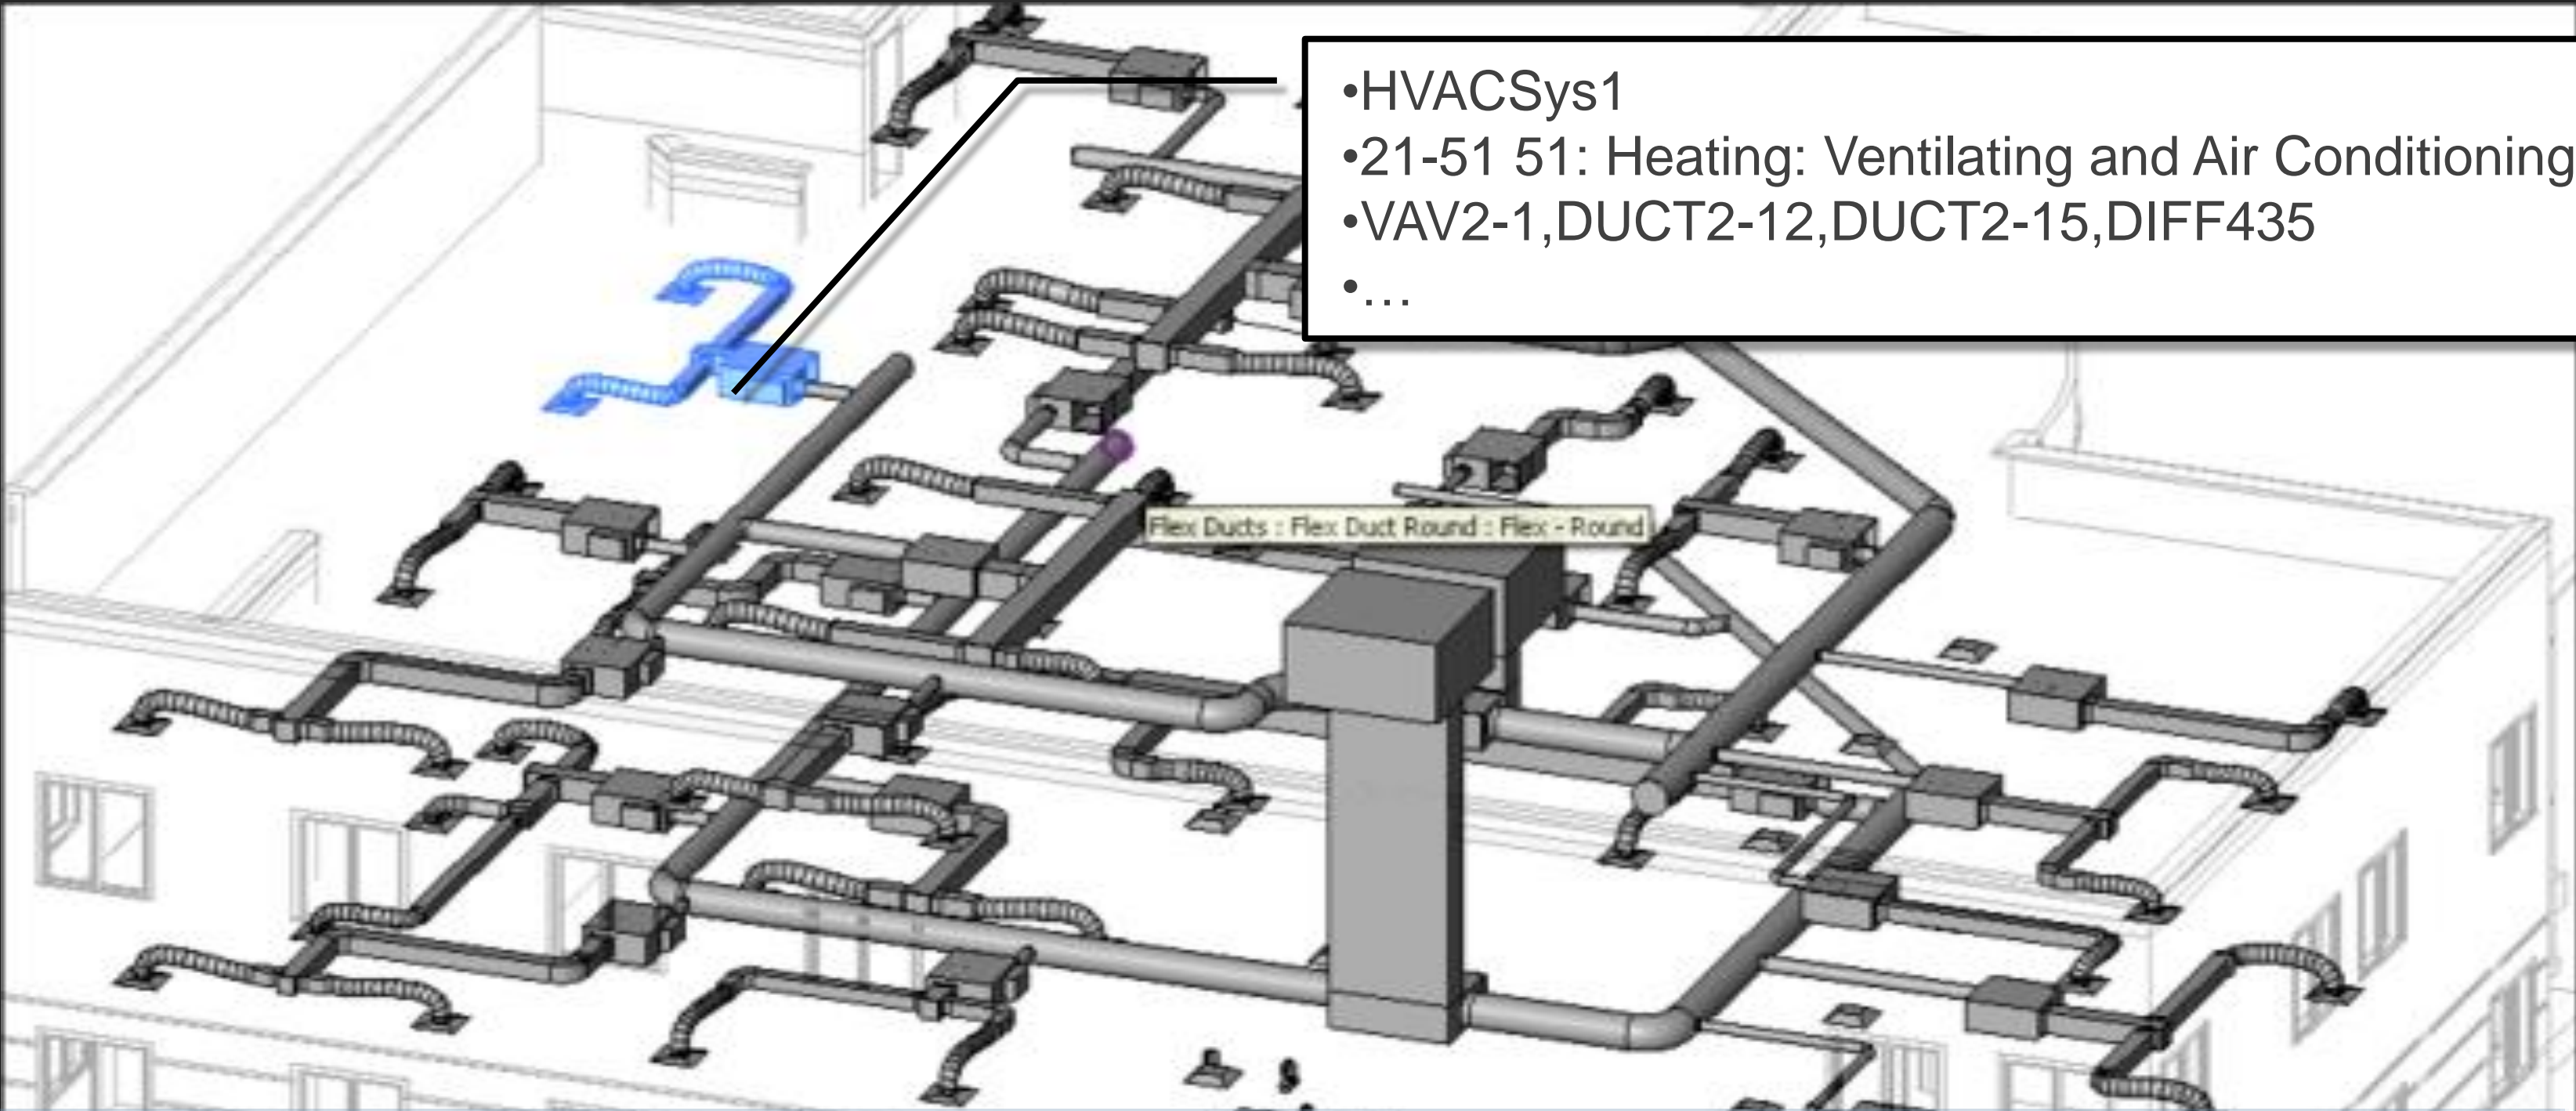 •HVACSys1
•21-51 51: Heating: Ventilating and Air Conditioning
•VAV2-1,DUCT2-12,DUCT2-15,DIFF435
•…
Flex Ducts : Flex Duct Round : Flex - Round